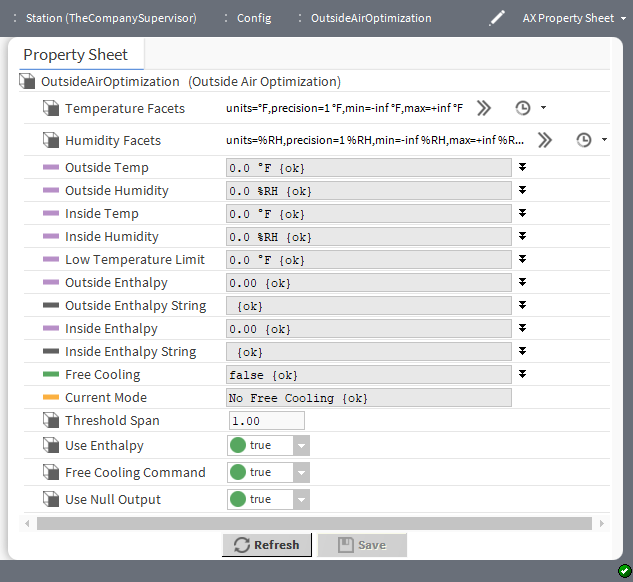 : Station (TheCompanySupervisor) : Config : OutsideAirOptimization AX Property Sheet
Property Sheet
OutsideAirOptimization (Outside Air Optimization)
Temperature Facets units=°F,precision=1 °F,min=-inf °F,max=+inf °F
Humidity Facets units=%RH,precision=1 %RH,min=-inf %RH,max=+inf %R...
Outside Temp 0.0 °F {ok}
Outside Humidity 0.0 %RH {ok}
Inside Temp 0.0 °F {ok}
Inside Humidity 0.0 %RH {ok}
Low Temperature Limit 0.0 °F {ok}
Outside Enthalpy 0.00 {ok}
Outside Enthalpy String {ok}
Inside Enthalpy 0.00 {ok}
Inside Enthalpy String {ok}
Free Cooling false {ok}
Current Mode No Free Cooling {ok}
Threshold Span 1.00
Use Enthalpy true
Free Cooling Command true
Use Null Output true
Refresh Save